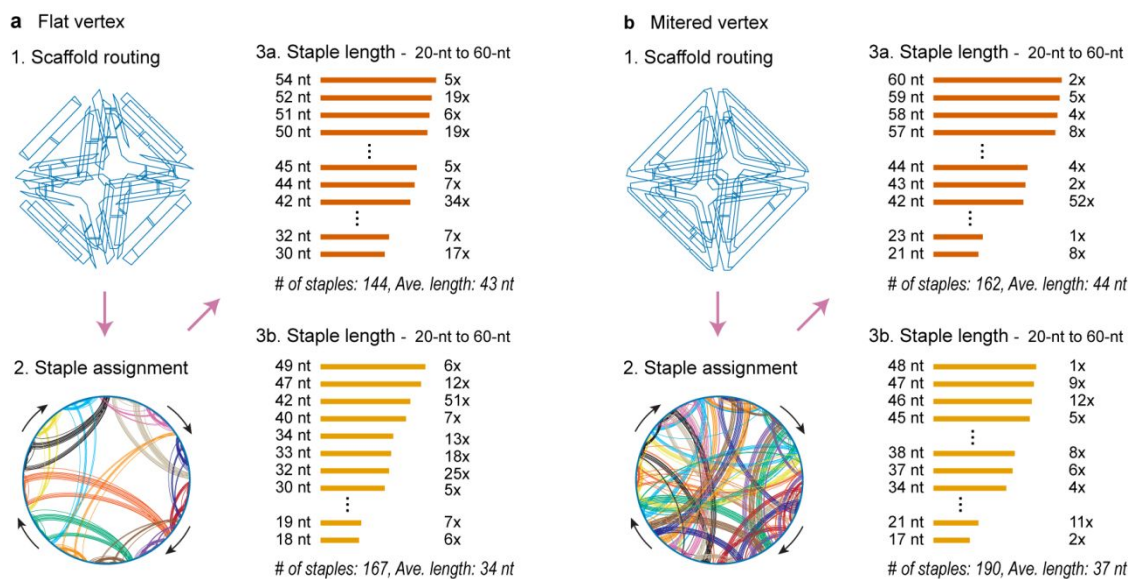 a Flat vertex
1. Scaffold routing
3a. Staple length - 20-nt to 60-nt
54 nt 5x
52 nt 19x
51 nt 6x
50 nt 19x
⋮
45 nt 5x
44 nt 7x
42 nt 34x
⋮
32 nt 7x
30 nt 17x
# of staples: 144, Ave. length: 43 nt
2. Staple assignment
3b. Staple length - 20-nt to 60-nt
49 nt 6x
47 nt 12x
42 nt 51x
40 nt 7x
34 nt 13x
33 nt 18x
32 nt 25x
30 nt 5x
⋮
19 nt 7x
18 nt 6x
# of staples: 167, Ave. length: 34 nt
b Mitered vertex
1. Scaffold routing
3a. Staple length - 20-nt to 60-nt
60 nt 2x
59 nt 5x
58 nt 4x
57 nt 8x
⋮
44 nt 4x
43 nt 2x
42 nt 52x
⋮
23 nt 1x
21 nt 8x
# of staples: 162, Ave. length: 44 nt
2. Staple assignment
3b. Staple length - 20-nt to 60-nt
48 nt 1x
47 nt 9x
46 nt 12x
45 nt 5x
⋮
38 nt 8x
37 nt 6x
34 nt 4x
⋮
21 nt 11x
17 nt 2x
# of staples: 190, Ave. length: 37 nt